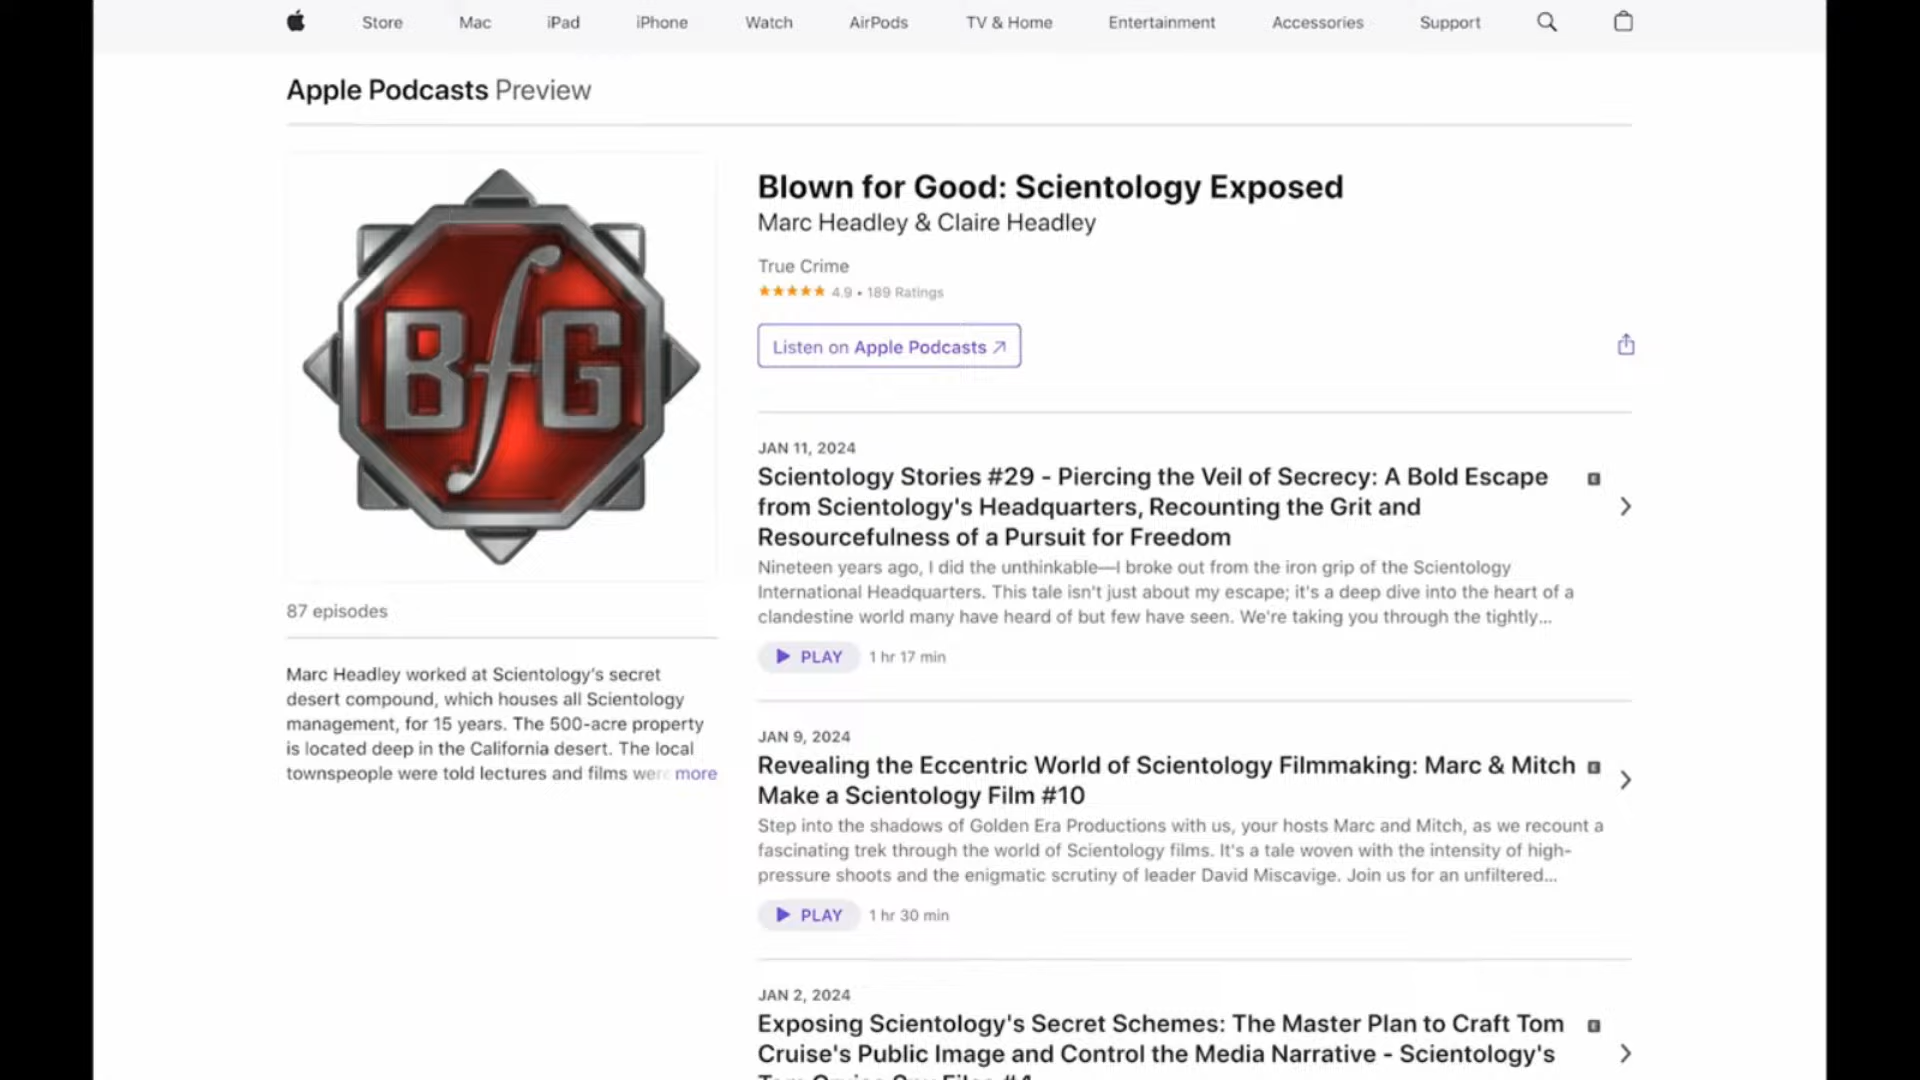 Store Mac iPad iPhone Watch AirPods TV & Home Entertainment Accessories Support
Apple Podcasts Preview
BfG
87 episodes
Marc Headley worked at Scientology's secret
desert compound, which houses all Scientology
management, for 15 years. The 500-acre property
is located deep in the California desert. The local
townspeople were told lectures and films were more
Blown for Good: Scientology Exposed
Marc Headley & Claire Headley
True Crime
★★★★★ 4.9 • 189 Ratings
Listen on Apple Podcasts ↗
JAN 11, 2024
Scientology Stories #29 - Piercing the Veil of Secrecy: A Bold Escape E
from Scientology's Headquarters, Recounting the Grit and
Resourcefulness of a Pursuit for Freedom
Nineteen years ago, I did the unthinkable—I broke out from the iron grip of the Scientology
International Headquarters. This tale isn't just about my escape; it's a deep dive into the heart of a
clandestine world many have heard of but few have seen. We're taking you through the tightly...
PLAY 1 hr 17 min
JAN 9, 2024
Revealing the Eccentric World of Scientology Filmmaking: Marc & Mitch E
Make a Scientology Film #10
Step into the shadows of Golden Era Productions with us, your hosts Marc and Mitch, as we recount a
fascinating trek through the world of Scientology films. It's a tale woven with the intensity of high-
pressure shoots and the enigmatic scrutiny of leader David Miscavige. Join us for an unfiltered...
PLAY 1 hr 30 min
JAN 2, 2024
Exposing Scientology's Secret Schemes: The Master Plan to Craft Tom E
Cruise's Public Image and Control the Media Narrative - Scientology's
Tom Cruise Spy Files #4